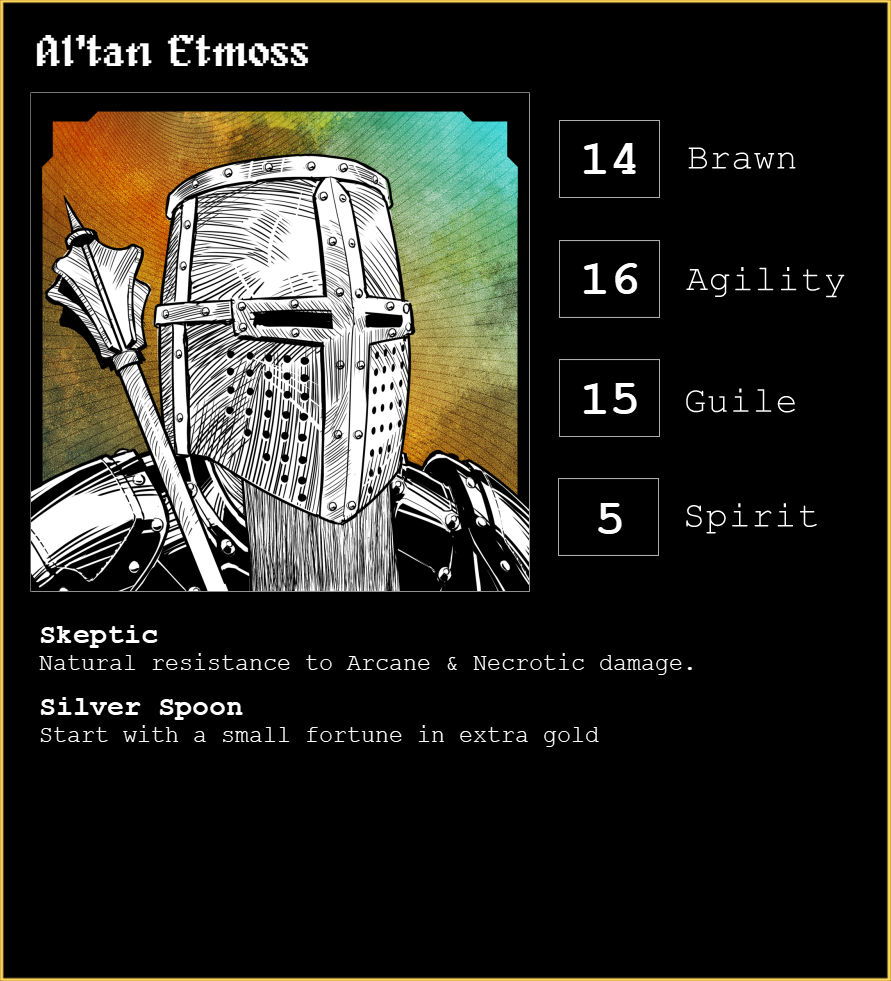 Al'tan Etmoss
14 Brawn
16 Agility
15 Guile
5 Spirit
Skeptic
Natural resistance to Arcane & Necrotic damage.
Silver Spoon
Start with a small fortune in extra gold